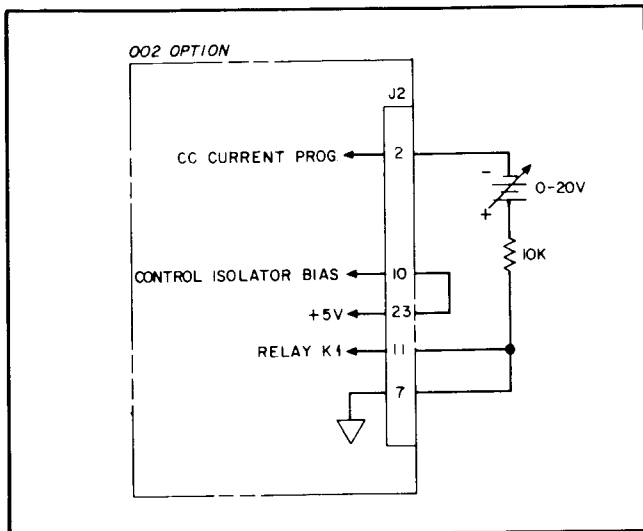 002 OPTION
J2
CC CURRENT PROG.
2
-
0-20V
+
10K
CONTROL ISOLATOR BIAS
10
+5V
23
RELAY K1
11
7